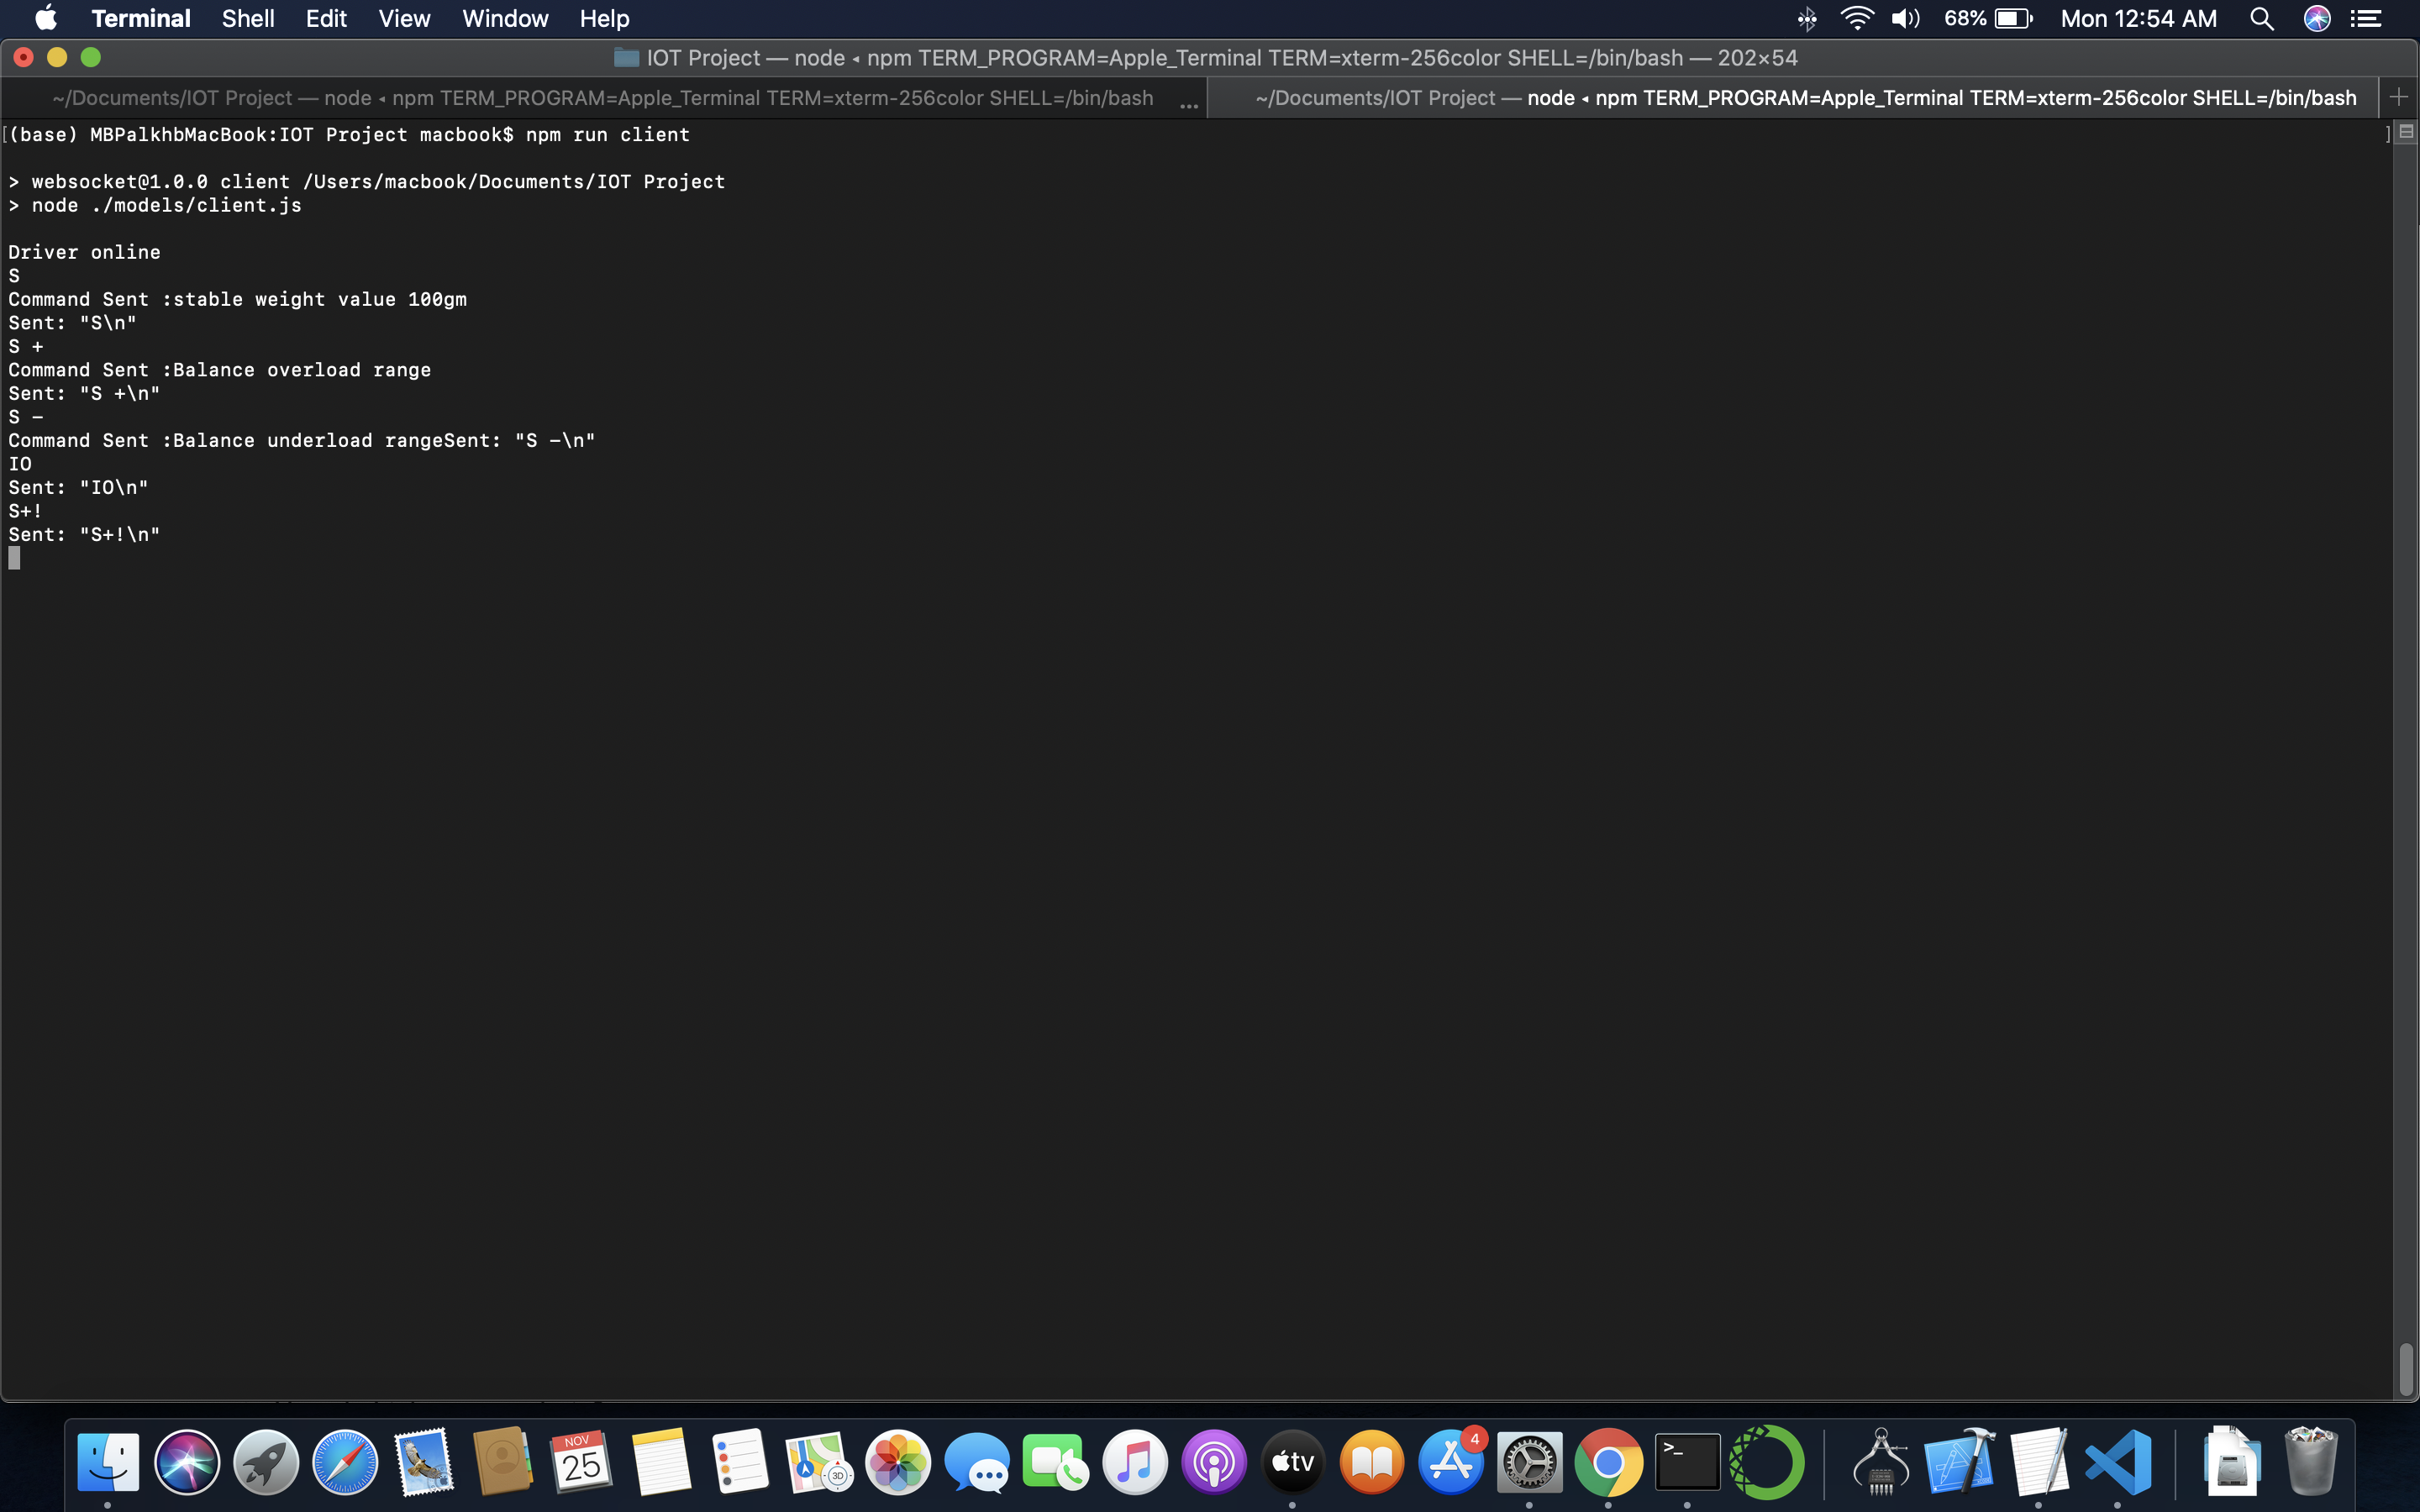 Terminal Shell Edit View Window Help 68% Mon 12:54 AM
IOT Project — node ◂ npm TERM_PROGRAM=Apple_Terminal TERM=xterm-256color SHELL=/bin/bash — 202×54
~/Documents/IOT Project — node ◂ npm TERM_PROGRAM=Apple_Terminal TERM=xterm-256color SHELL=/bin/bash ... ~/Documents/IOT Project — node ◂ npm TERM_PROGRAM=Apple_Terminal TERM=xterm-256color SHELL=/bin/bash +
[(base) MBPalkhbMacBook:IOT Project macbook$ npm run client ]
> websocket@1.0.0 client /Users/macbook/Documents/IOT Project
> node ./models/client.js
Driver online
S
Command Sent :stable weight value 100gm
Sent: "S\n"
S +
Command Sent :Balance overload range
Sent: "S +\n"
S -
Command Sent :Balance underload rangeSent: "S -\n"
IO
Sent: "IO\n"
S+!
Sent: "S+!\n"
NOV
25
3D
tv
4
>_